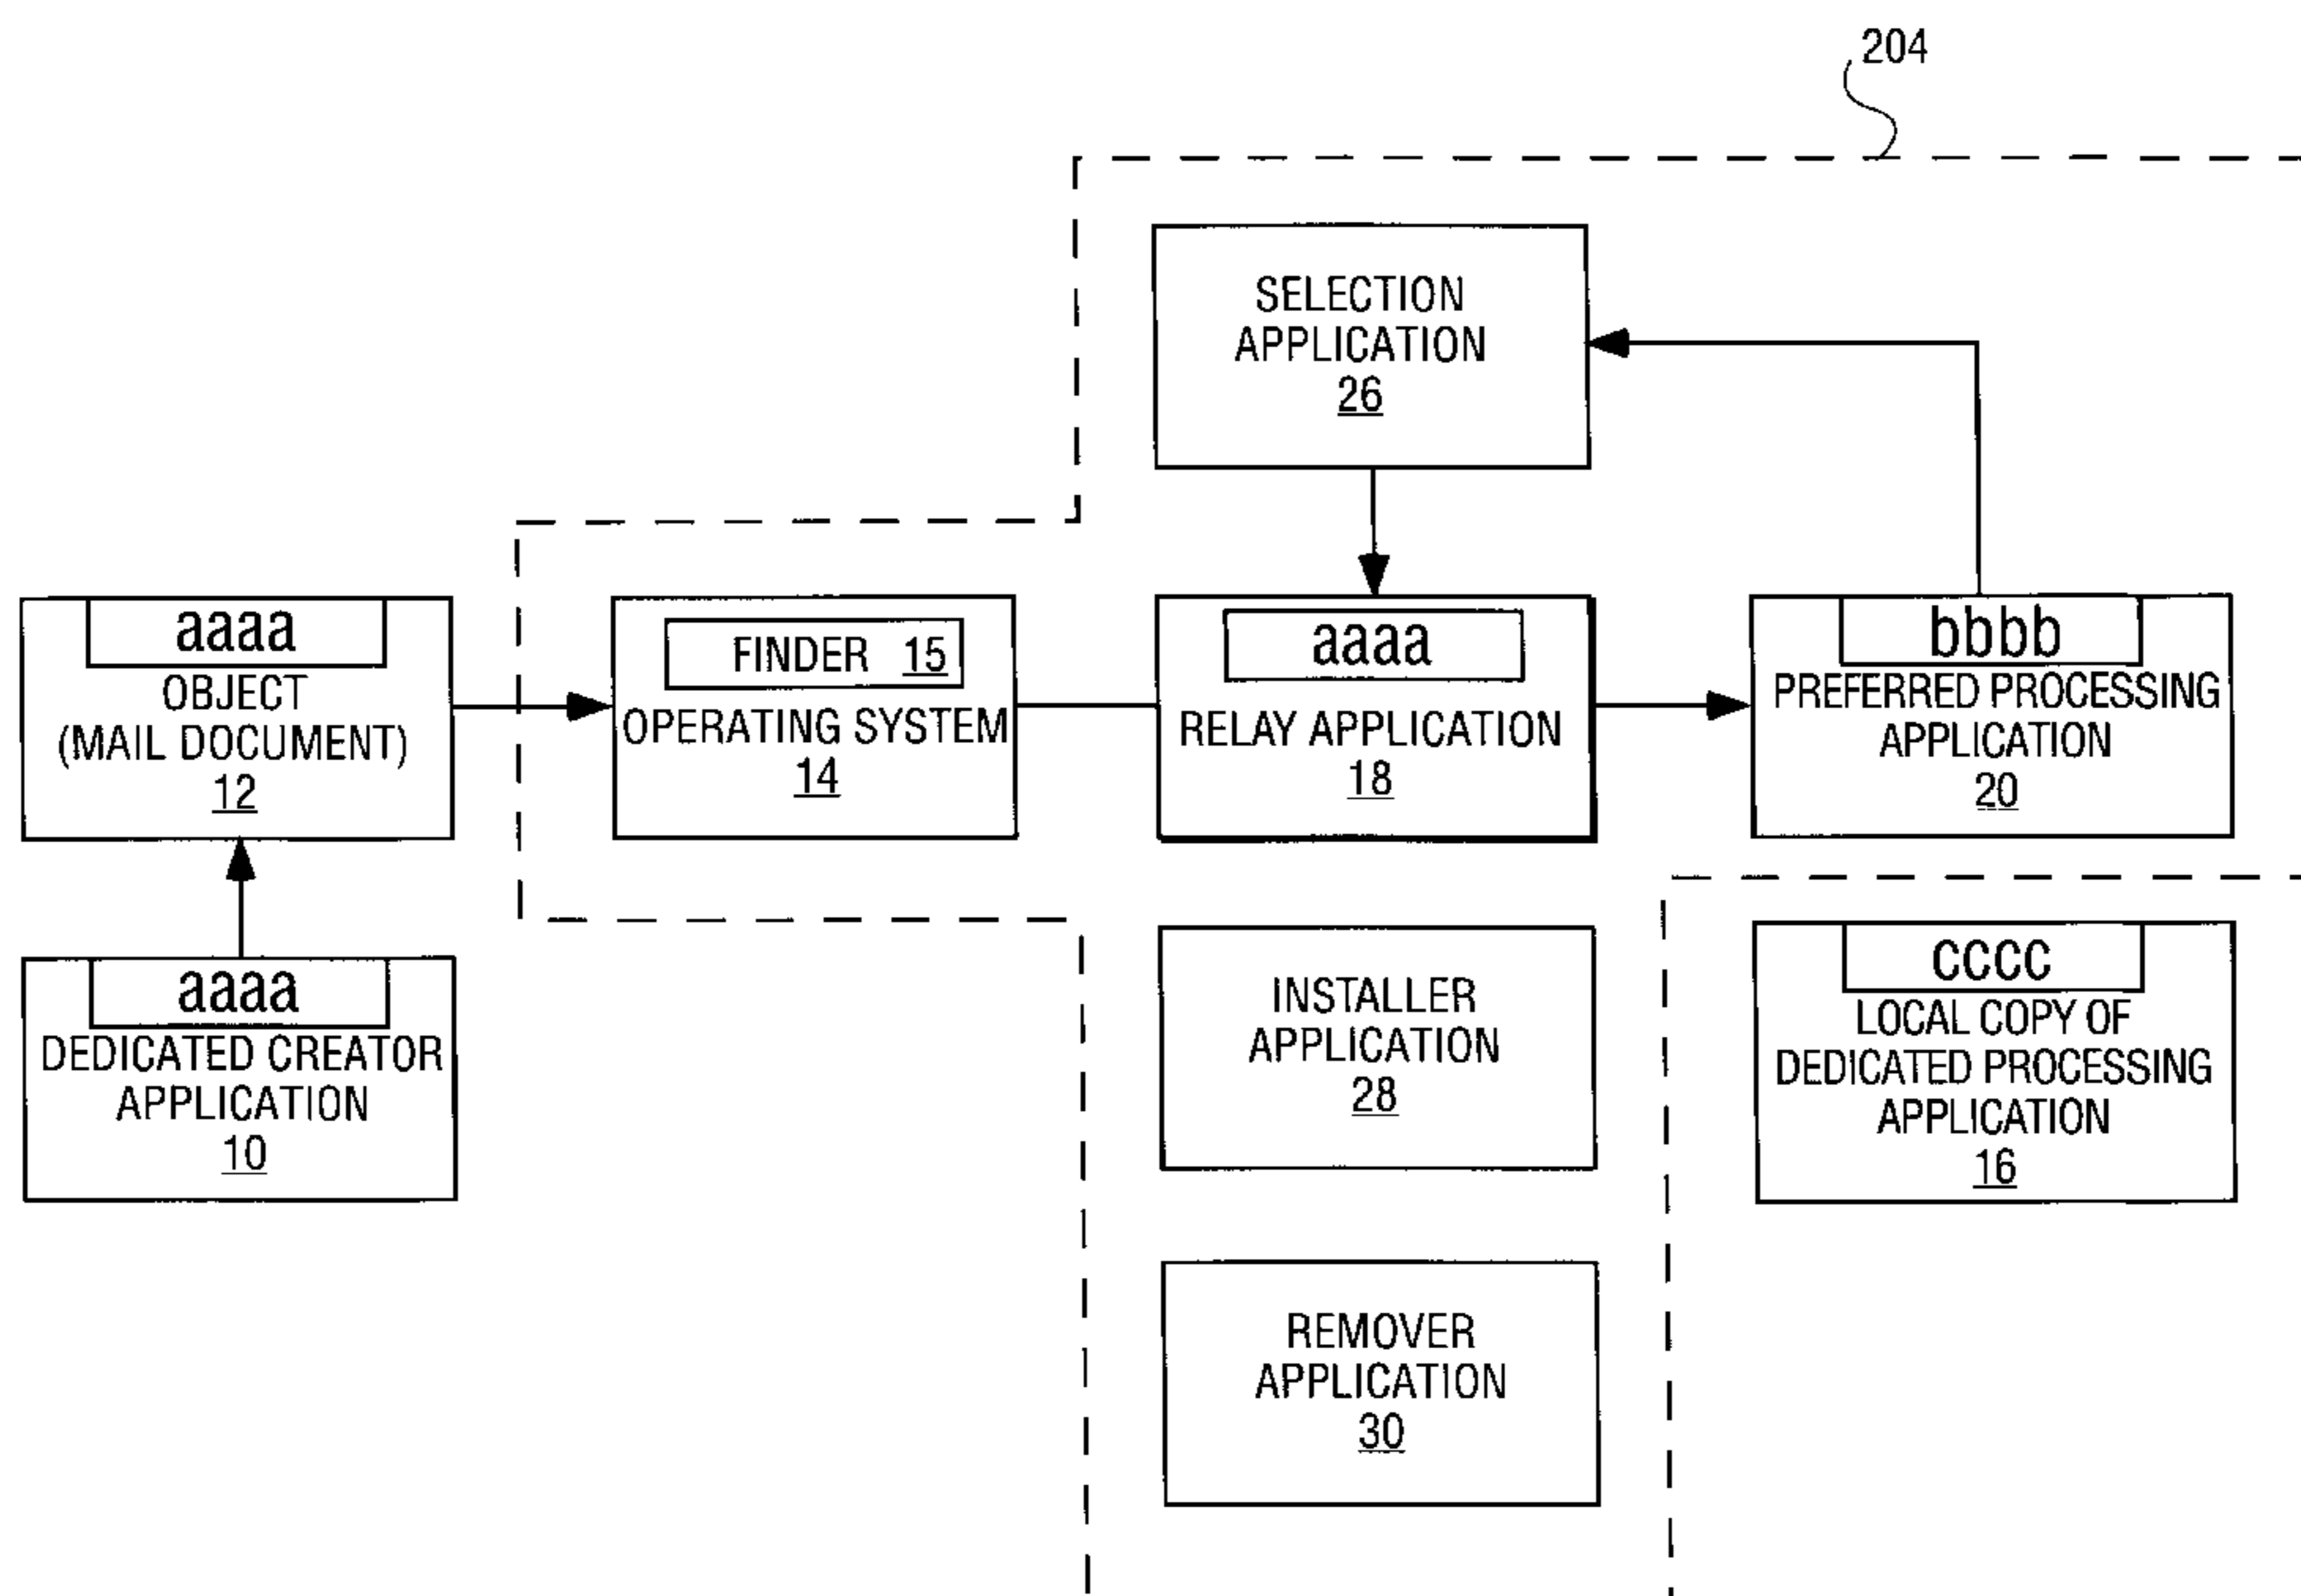 204
SELECTION
APPLICATION
26
aaaa
OBJECT
(MAIL DOCUMENT)
12
FINDER 15
OPERATING SYSTEM
14
aaaa
RELAY APPLICATION
18
bbbb
PREFERRED PROCESSING
APPLICATION
20
aaaa
DEDICATED CREATOR
APPLICATION
10
INSTALLER
APPLICATION
28
cccc
LOCAL COPY OF
DEDICATED PROCESSING
APPLICATION
16
REMOVER
APPLICATION
30